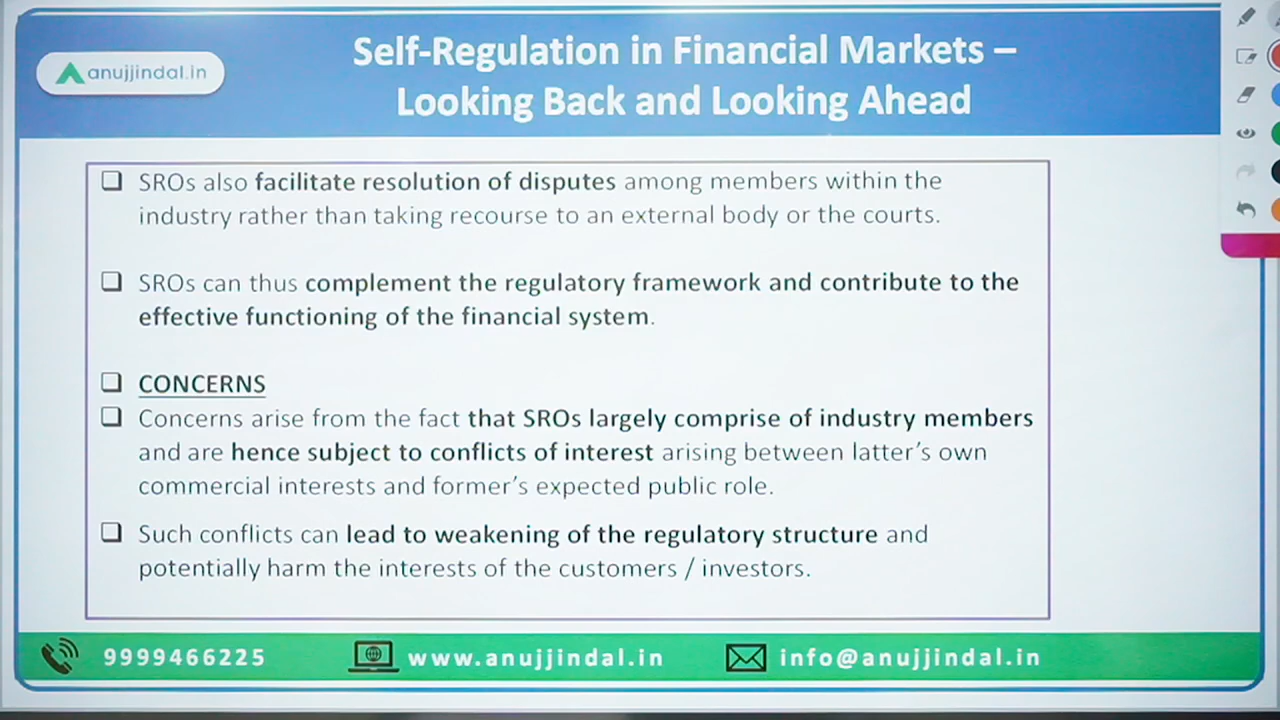 anujjindal.in
Self-Regulation in Financial Markets –
Looking Back and Looking Ahead
SROs also facilitate resolution of disputes among members within the
industry rather than taking recourse to an external body or the courts.
SROs can thus complement the regulatory framework and contribute to the
effective functioning of the financial system.
CONCERNS
Concerns arise from the fact that SROs largely comprise of industry members
and are hence subject to conflicts of interest arising between latter's own
commercial interests and former's expected public role.
Such conflicts can lead to weakening of the regulatory structure and
potentially harm the interests of the customers / investors.
9999466225
www.anujjindal.in
info@anujjindal.in